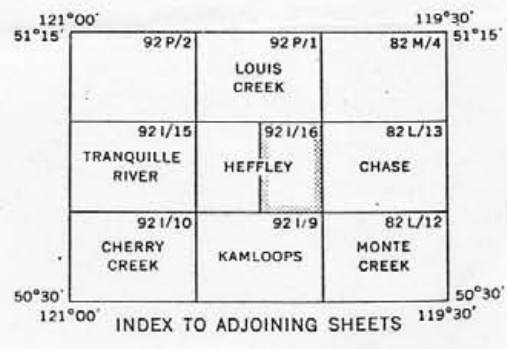 121°00' 119°30'
51°15' 92 P/2 92 P/1 82 M/4 51°15'
LOUIS
CREEK
92 I/15 92 I/16 82 L/13
TRANQUILLE
RIVER
HEFFLEY
CHASE
92 I/10 92 I/9 82 L/12
CHERRY
CREEK
KAMLOOPS
MONTE
CREEK
50°30' 50°30'
121°00' 119°30'
INDEX TO ADJOINING SHEETS